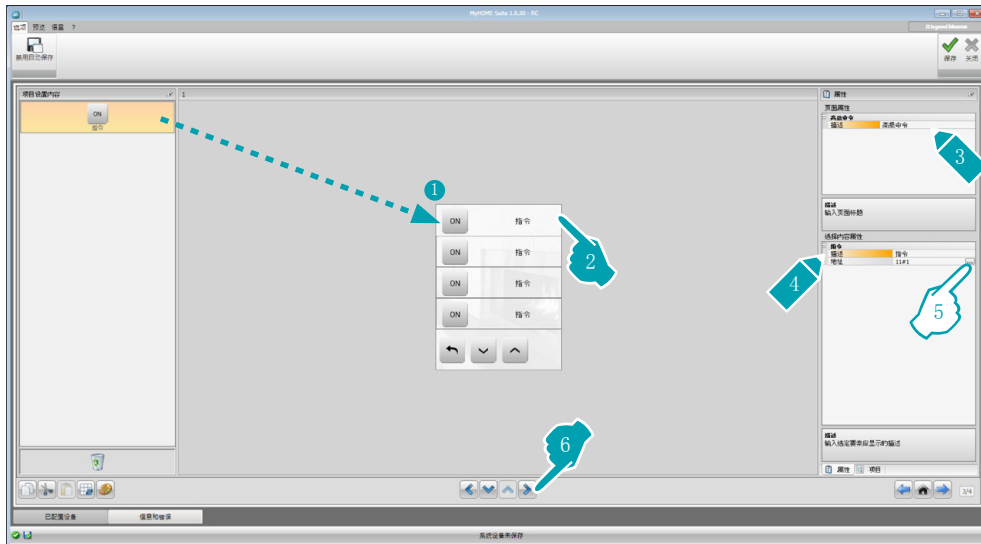 MyHOME Suite 1.0.36 - RC
选项 预览 语言 ?
禁用自动保存
保存 关闭
项目设置内容
1
属性
ON
指令
页面属性
高级命令
描述 高级命令
3
描述
输入页面标题
1
ON 指令
2
ON 指令
ON 指令
ON 指令
选择内容属性
指令
描述 指令
地址 11#1
4
5
描述
输入选定要素应显示的描述
属性 项目
6
3/4
已配置设备 信息和错误
系统设备未保存